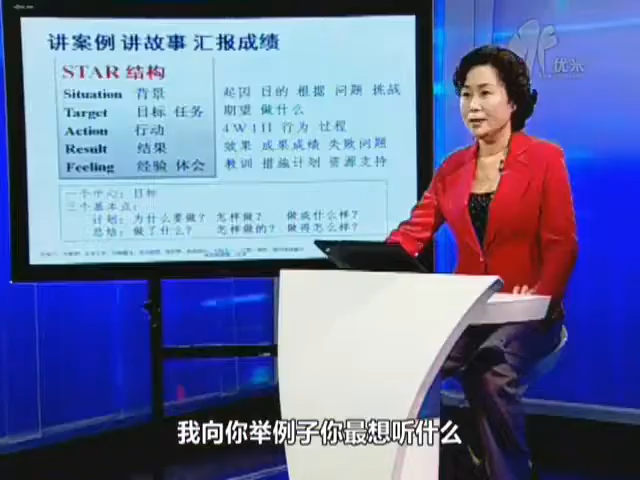 优米
讲案例 讲故事 汇报成绩
STAR 结构
Situation 背景 起因 目的 根据 问题 挑战
Target 目标 任务 期望 做什么
Action 行动 4W1H 行为 过程
Result 结果 效果 成果成绩 失败问题
Feeling 经验 体会 教训 措施计划 资源支持
一个中心：目标
三个基本点：
计划：为什么要做？ 怎样做？ 做成什么样？
总结：做了什么？ 怎样做的？ 做得怎么样？
我向你举例子你最想听什么